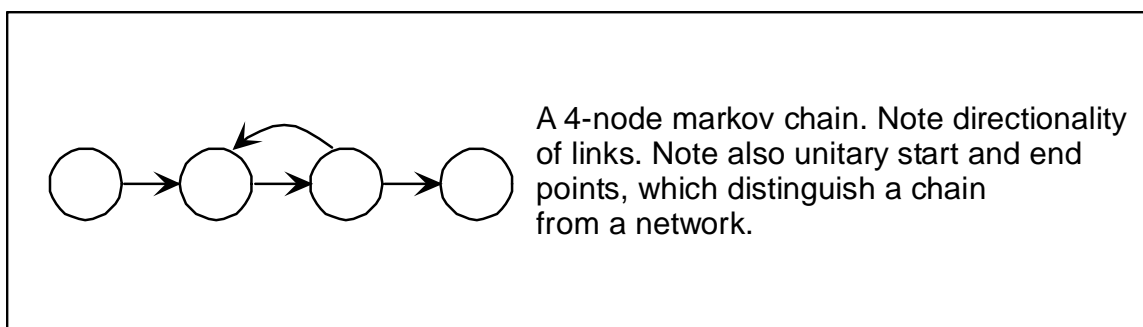 A 4-node markov chain. Note directionality
of links. Note also unitary start and end
points, which distinguish a chain
from a network.